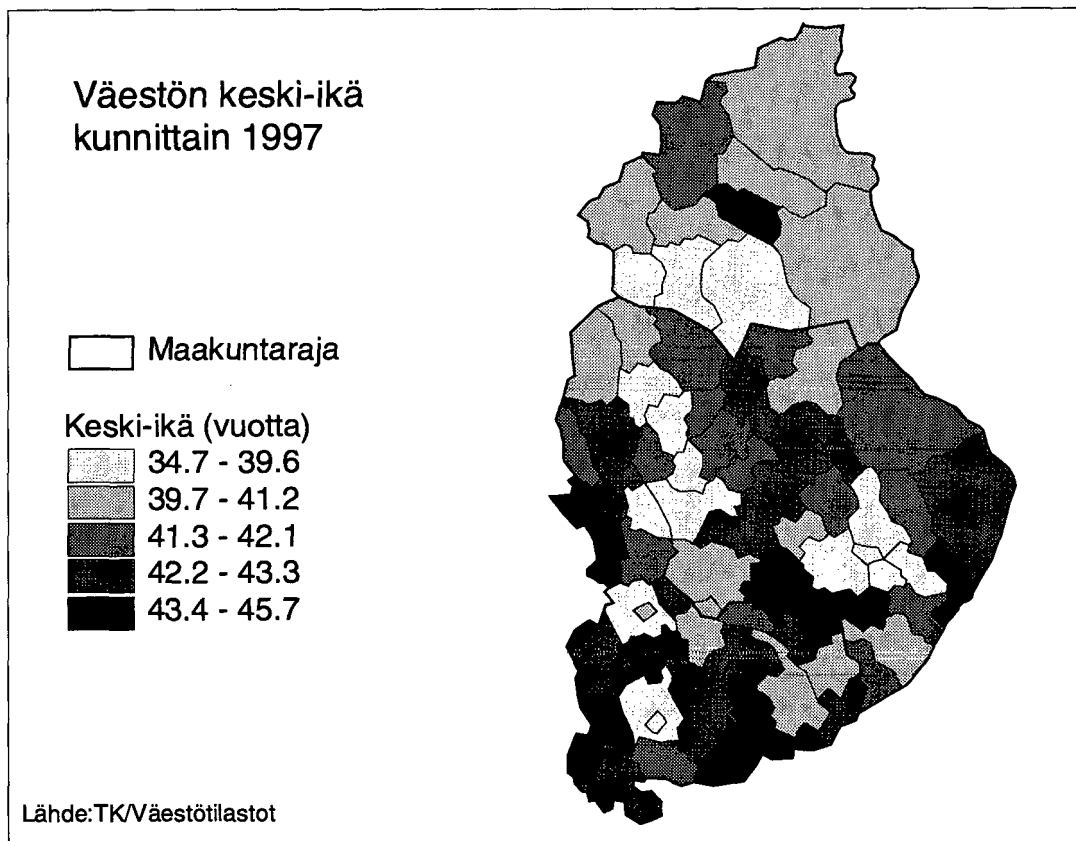 Väestön keski-ikä
kunnittain 1997
Maakuntaraja
Keski-ikä (vuotta)
34.7 - 39.6
39.7 - 41.2
41.3 - 42.1
42.2 - 43.3
43.4 - 45.7
Lähde:TK/Väestötilastot